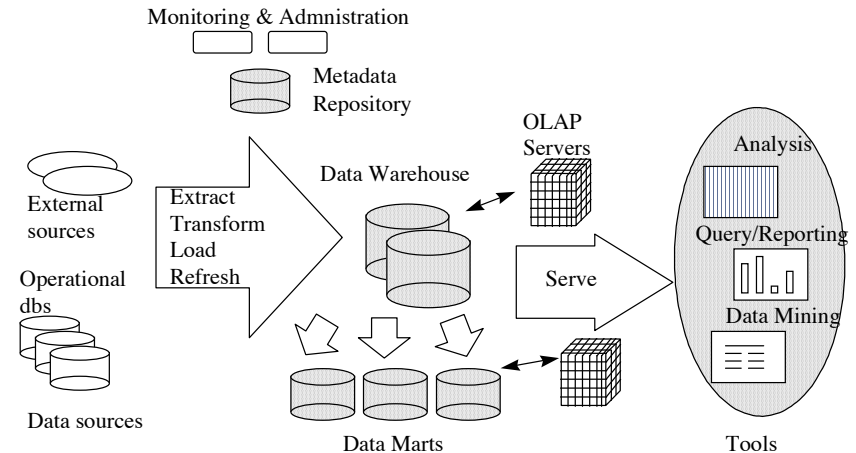 Monitoring & Admnistration
Metadata
Repository
OLAP
Servers
Analysis
Data Warehouse
External
sources
Extract
Transform
Load
Refresh
Query/Reporting
Operational
dbs
Serve
Data Mining
Data sources
Data Marts
Tools